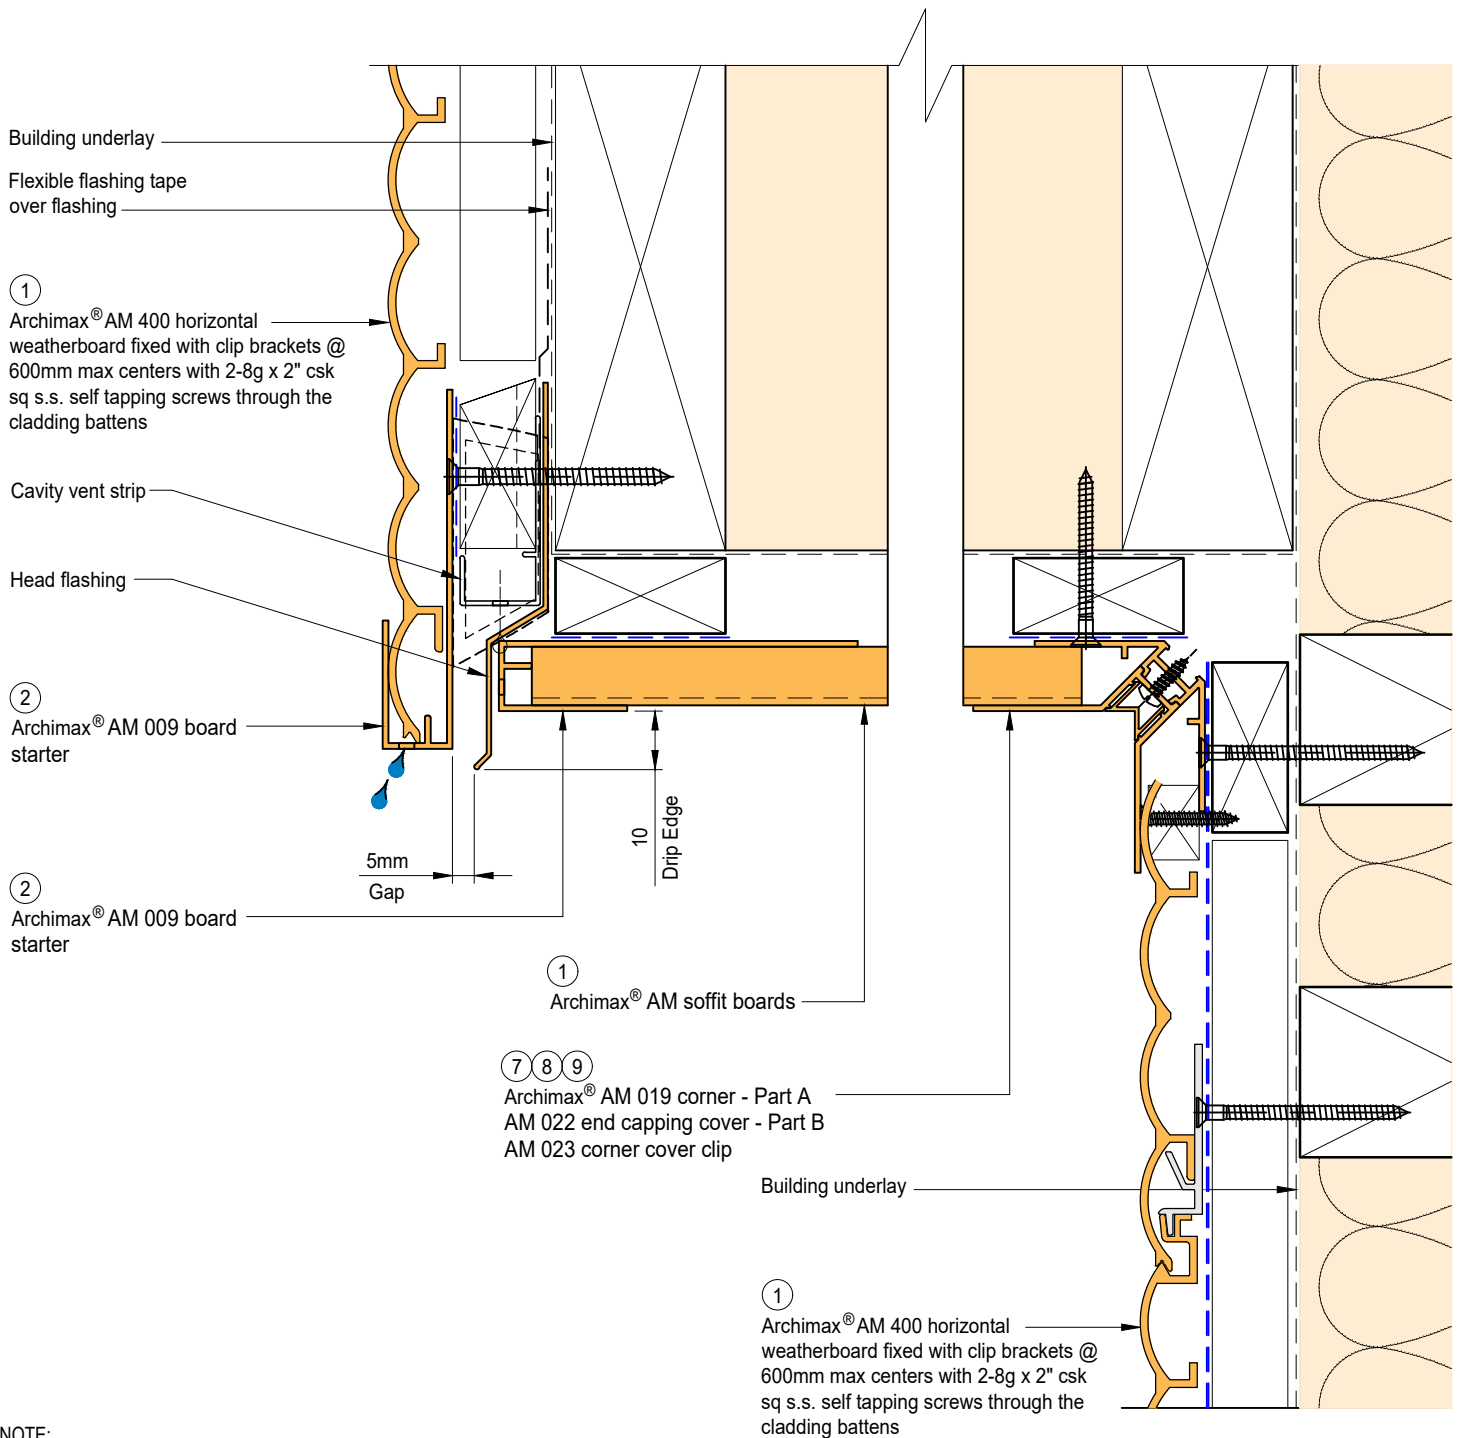 Building underlay
Flexible flashing tape
over flashing
1
Archimax® AM 400 horizontal
weatherboard fixed with clip brackets @
600mm max centers with 2-8g x 2" csk
sq s.s. self tapping screws through the
cladding battens
Cavity vent strip
Head flashing
2
Archimax® AM 009 board
starter
5mm
Gap
10
Drip Edge
2
Archimax® AM 009 board
starter
1
Archimax® AM soffit boards
7 8 9
Archimax® AM 019 corner - Part A
AM 022 end capping cover - Part B
AM 023 corner cover clip
Building underlay
1
Archimax® AM 400 horizontal
weatherboard fixed with clip brackets @
600mm max centers with 2-8g x 2" csk
sq s.s. self tapping screws through the
cladding battens
NOTE: